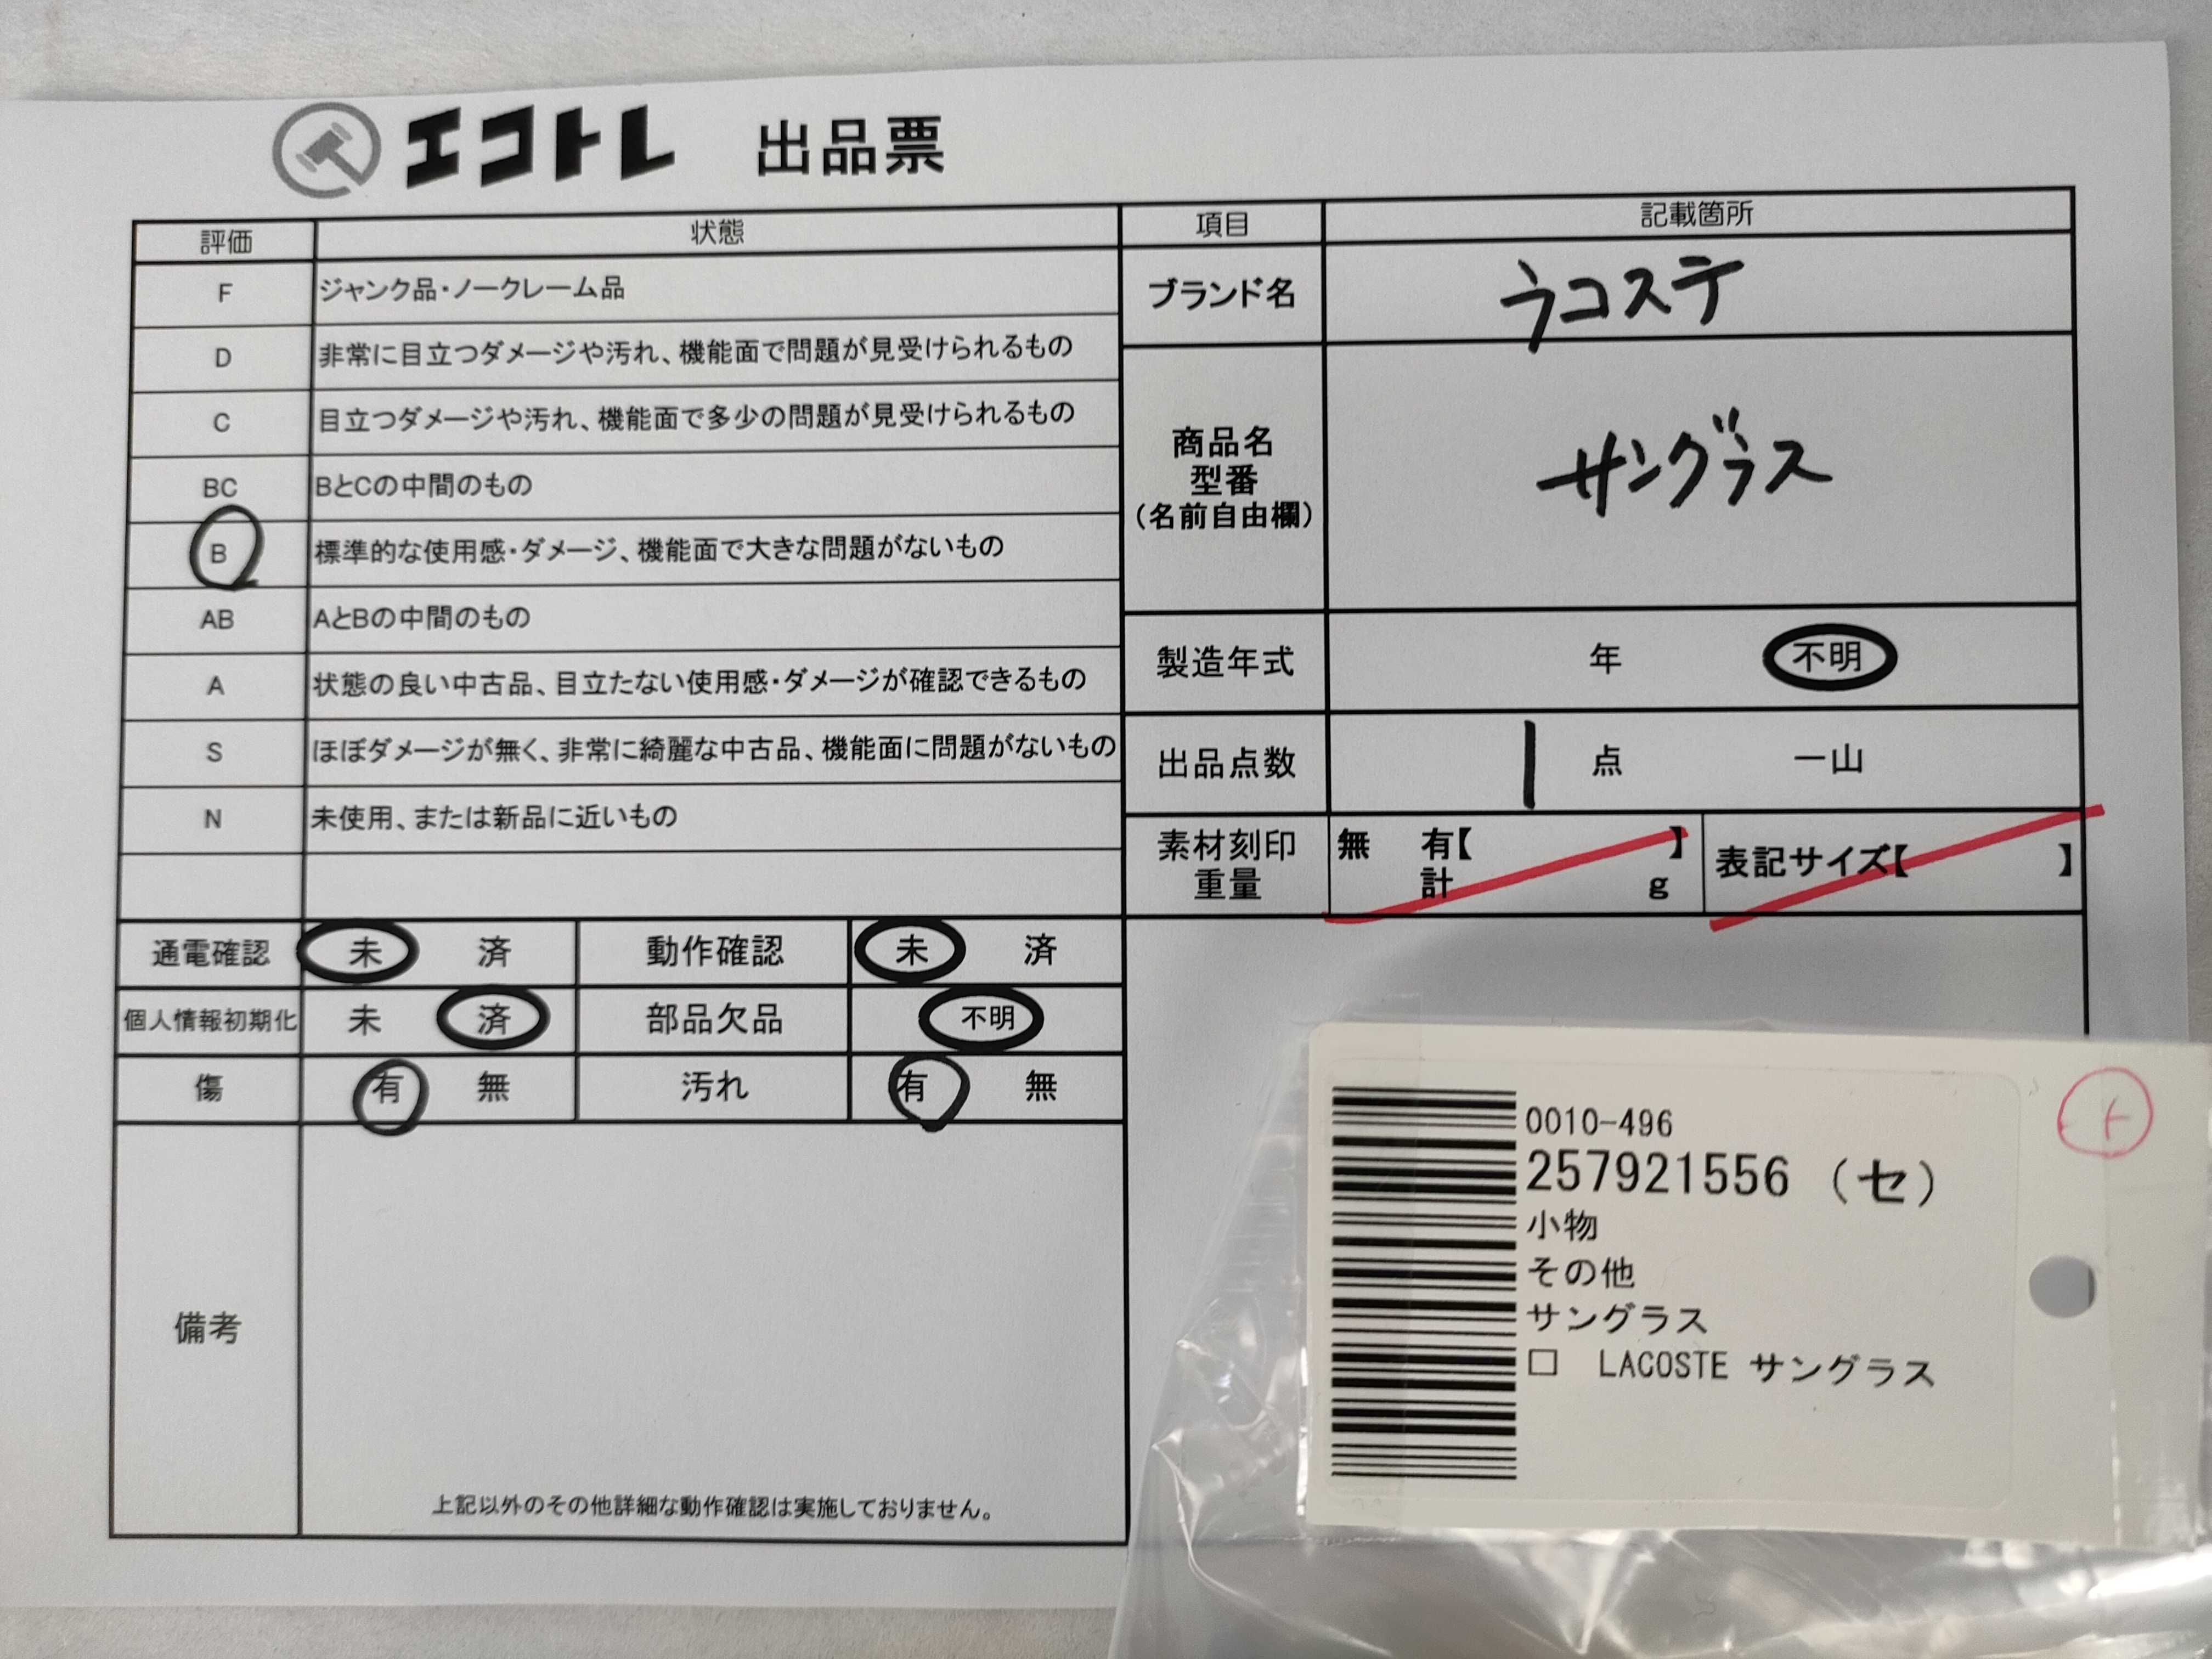 エコトレ 出品票
評価 状態
F ジャンク品・ノークレーム品
D 非常に目立つダメージや汚れ、機能面で問題が見受けられるもの
C 目立つダメージや汚れ、機能面で多少の問題が見受けられるもの
BC BとCの中間のもの
B 標準的な使用感・ダメージ、機能面で大きな問題がないもの
AB AとBの中間のもの
A 状態の良い中古品、目立たない使用感・ダメージが確認できるもの
S ほぼダメージが無く、非常に綺麗な中古品、機能面に問題がないもの
N 未使用、または新品に近いもの
通電確認 未 済 動作確認 未 済
個人情報初期化 未 済 部品欠品 不明
傷 有 無 汚れ 有 無
備考
上記以外のその他詳細な動作確認は実施しておりません。
項目 記載箇所
ブランド名 ラコステ
商品名
型番
（名前自由欄）
サングラス
製造年式 年 不明
出品点数 1 点 一山
素材刻印
重量
無 有【 】
計 g
表記サイズ【 】
0010-496
257921556 (セ)
小物
その他
サングラス
□ LACOSTE サングラス
ト